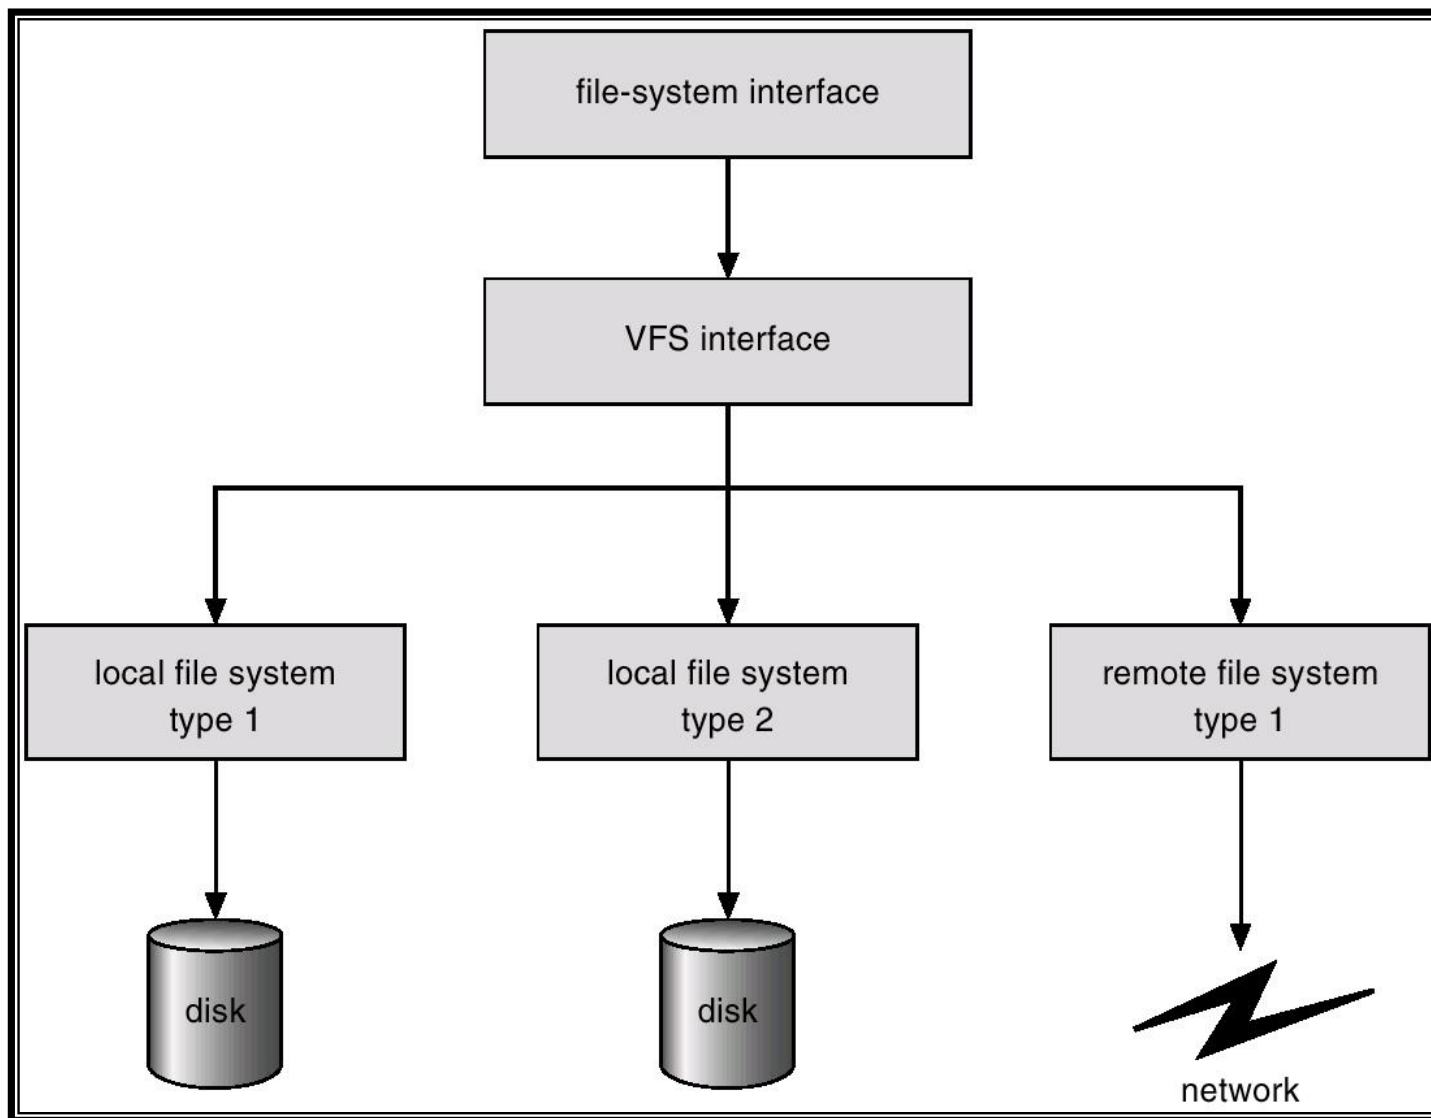 file-system interface
VFS interface
local file system
type 1
local file system
type 2
remote file system
type 1
disk
disk
network